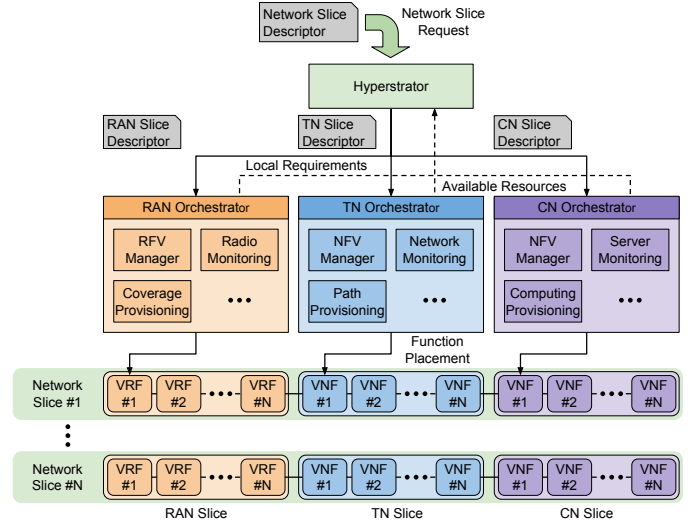 Network Slice
Descriptor
Network Slice
Request
Hyperstrator
RAN Slice
Descriptor
TN Slice
Descriptor
CN Slice
Descriptor
Local Requirements
Available Resources
RAN Orchestrator
TN Orchestrator
CN Orchestrator
RFV
Manager
Radio
Monitoring
NFV
Manager
Network
Monitoring
NFV
Manager
Server
Monitoring
Coverage
Provisioning
Path
Provisioning
Computing
Provisioning
Function
Placement
Network
Slice #1
VRF
#1
VRF
#2
VRF
#N
VNF
#1
VNF
#2
VNF
#N
VNF
#1
VNF
#2
VNF
#N
Network
Slice #N
VRF
#1
VRF
#2
VRF
#N
VNF
#1
VNF
#2
VNF
#N
VNF
#1
VNF
#2
VNF
#N
RAN Slice
TN Slice
CN Slice